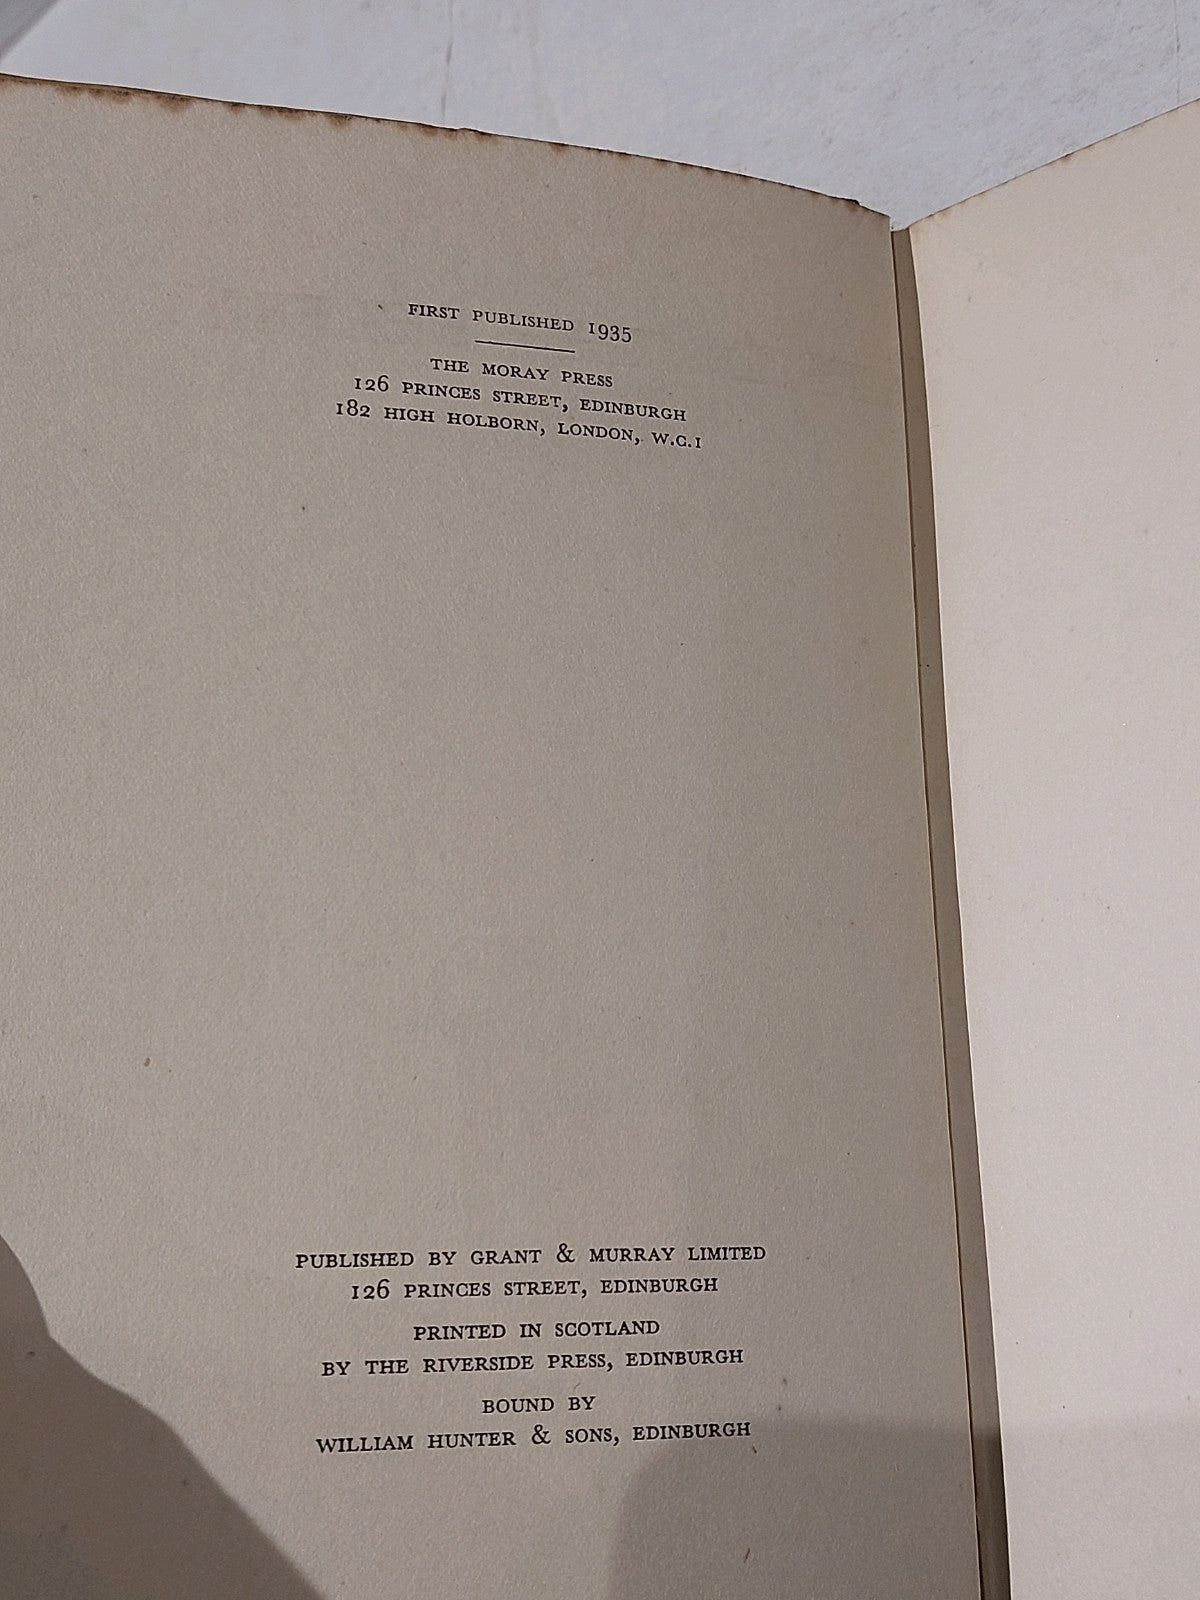 FIRST PUBLISHED 1935
THE MORAY PRESS
126 PRINCES STREET, EDINBURGH
182 HIGH HOLBORN, LONDON, W.C.1
PUBLISHED BY GRANT & MURRAY LIMITED
126 PRINCES STREET, EDINBURGH
PRINTED IN SCOTLAND
BY THE RIVERSIDE PRESS, EDINBURGH
BOUND BY
WILLIAM HUNTER & SONS, EDINBURGH